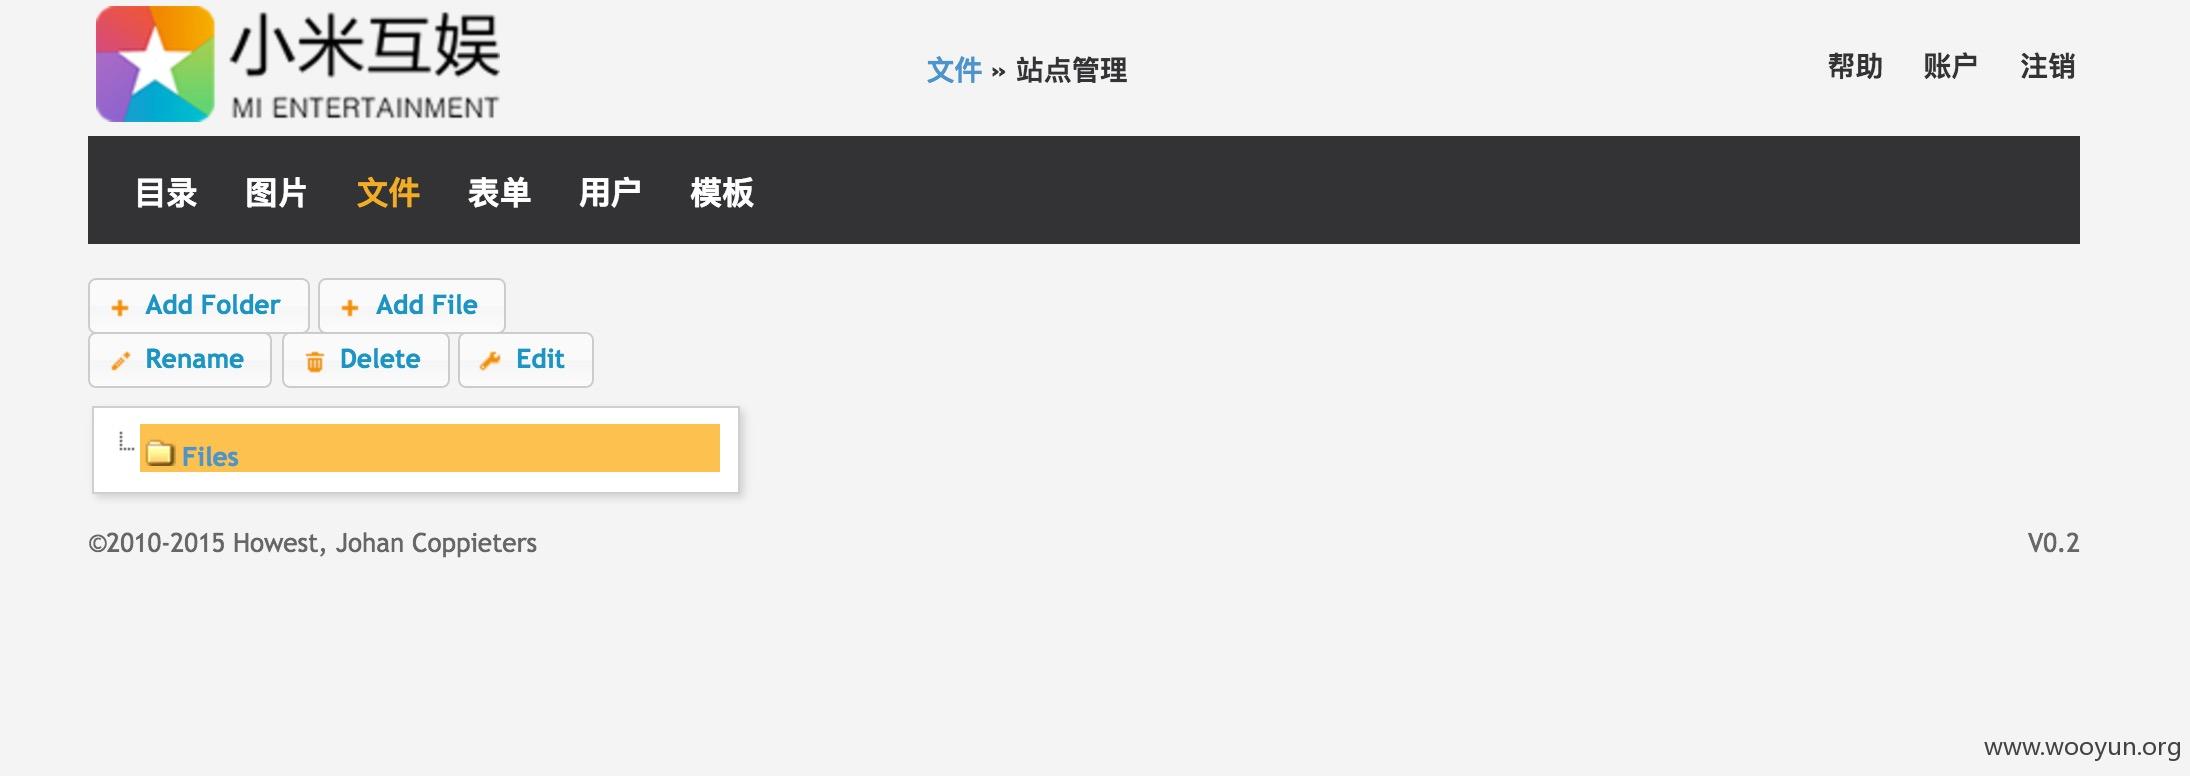 小米互娱
MI ENTERTAINMENT
文件 » 站点管理
帮助 账户 注销
目录 图片 文件 表单 用户 模板
Add Folder Add File
Rename Delete Edit
Files
©2010-2015 Howest, Johan Coppieters V0.2
www.wooyun.org